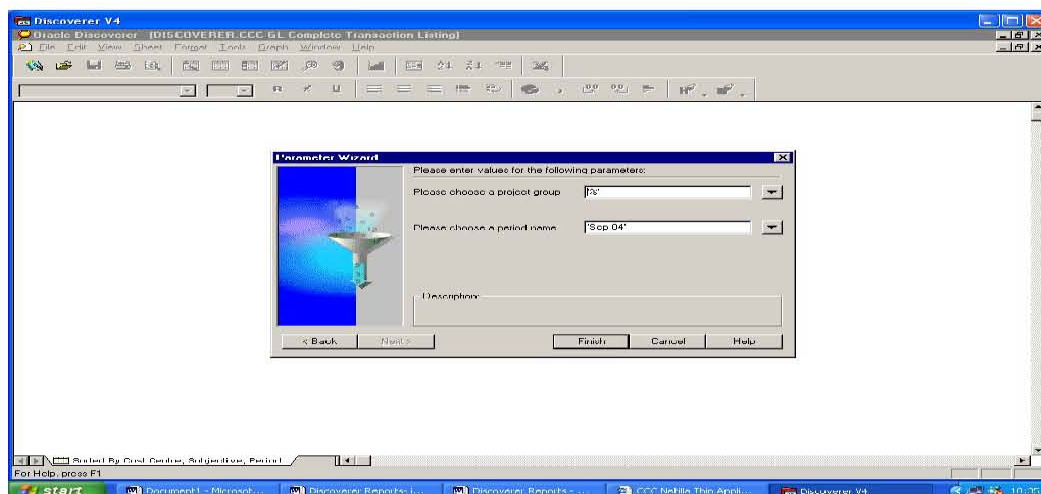 Discoverer V4
Oracle Discoverer - [DISCOVERER.CCC GL Complete Transaction Listing]
File Edit View Sheet Format Tools Graph Window Help
B I U
Parameter Wizard
Please enter values for the following parameters:
Please choose a project group
'%'
Please choose a period name
'Sep 04'
Description:
< Back Next > Finish Cancel Help
Sorted By Cost Centre, Subjective, Period
For Help, press F1
start Document1 - Microsof... Discoverer Reports- i... Discoverer Reports - ... CCC Netilla Thin Appli... Discoverer V4